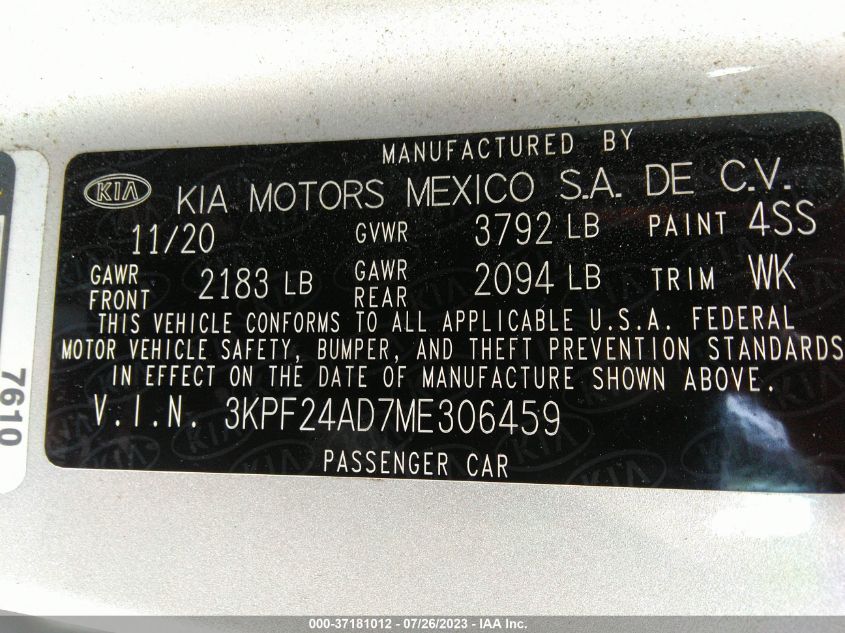 MANUFACTURED BY
KIA KIA MOTORS MEXICO S.A. DE C.V.
11/20 GVWR 3792 LB PAINT 4SS
GAWR FRONT 2183 LB GAWR REAR 2094 LB TRIM WK
THIS VEHICLE CONFORMS TO ALL APPLICABLE U.S.A. FEDERAL
MOTOR VEHICLE SAFETY, BUMPER, AND THEFT PREVENTION STANDARDS
IN EFFECT ON THE DATE OF MANUFACTURE SHOWN ABOVE.
V.I.N. 3KPF24AD7ME306459
PASSENGER CAR
7610
000-37181012 - 07/26/2023 - IAA Inc.